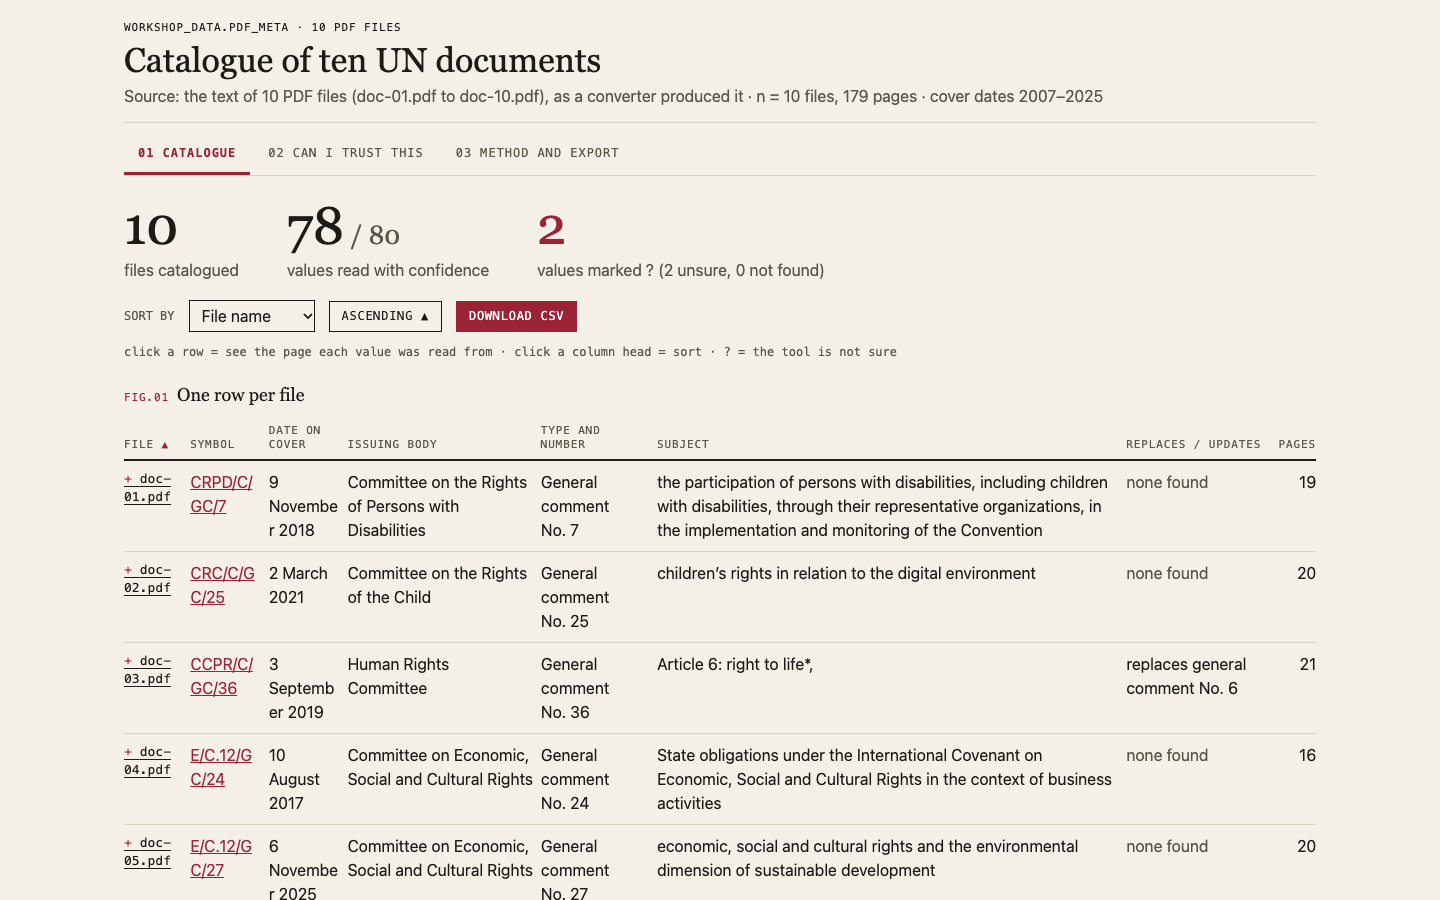 WORKSHOP_DATA.PDF_META · 10 PDF FILES
Catalogue of ten UN documents
Source: the text of 10 PDF files (doc-01.pdf to doc-10.pdf), as a converter produced it · n = 10 files, 179 pages · cover dates 2007–2025
01 CATALOGUE 02 CAN I TRUST THIS 03 METHOD AND EXPORT
10 78 / 80 2
files catalogued values read with confidence values marked ? (2 unsure, 0 not found)
SORT BY File name ASCENDING ▲ DOWNLOAD CSV
click a row = see the page each value was read from · click a column head = sort · ? = the tool is not sure
FIG.01 One row per file
DATE ON TYPE AND
FILE ▲ SYMBOL COVER ISSUING BODY NUMBER SUBJECT REPLACES / UPDATES PAGES
+ doc– CRPD/C/ 9 Committee on the Rights General the participation of persons with disabilities, including children none found 19
01.pdf GC/7 Novembe of Persons with comment with disabilities, through their representative organizations, in
r 2018 Disabilities No. 7 the implementation and monitoring of the Convention
+ doc– CRC/C/G 2 March Committee on the Rights General children’s rights in relation to the digital environment none found 20
02.pdf C/25 2021 of the Child comment
No. 25
+ doc– CCPR/C/ 3 Human Rights General Article 6: right to life*, replaces general 21
03.pdf GC/36 Septemb Committee comment comment No. 6
er 2019 No. 36
+ doc– E/C.12/G 10 Committee on Economic, General State obligations under the International Covenant on none found 16
04.pdf C/24 August Social and Cultural Rights comment Economic, Social and Cultural Rights in the context of business
2017 No. 24 activities
+ doc– E/C.12/G 6 Committee on Economic, General economic, social and cultural rights and the environmental none found 20
05.pdf C/27 Novembe Social and Cultural Rights comment dimension of sustainable development
r 2025 No. 27